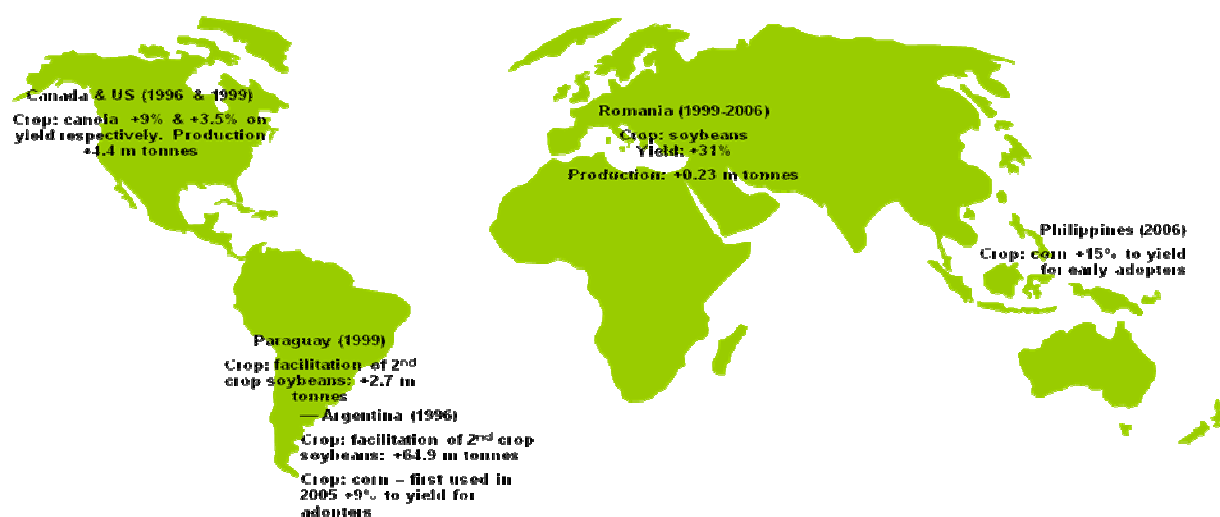 Canada & US (1996 & 1999)
Crop: canola +9% & +3.5% on
yield respectively. Production
+4.4 m tonnes
Romania (1999-2006)
Crop: soybeans
Yield: +31%
Production: +0.23 m tonnes
Philippines (2006)
Crop: corn +15% to yield
for early adopters
Paraguay (1999)
Crop: facilitation of 2nd
crop soybeans: +2.7 m
tonnes
— Argentina (1996)
Crop: facilitation of 2nd crop
soybeans: +64.9 m tonnes
Crop: corn – first used in
2005 +9% to yield for
adopters